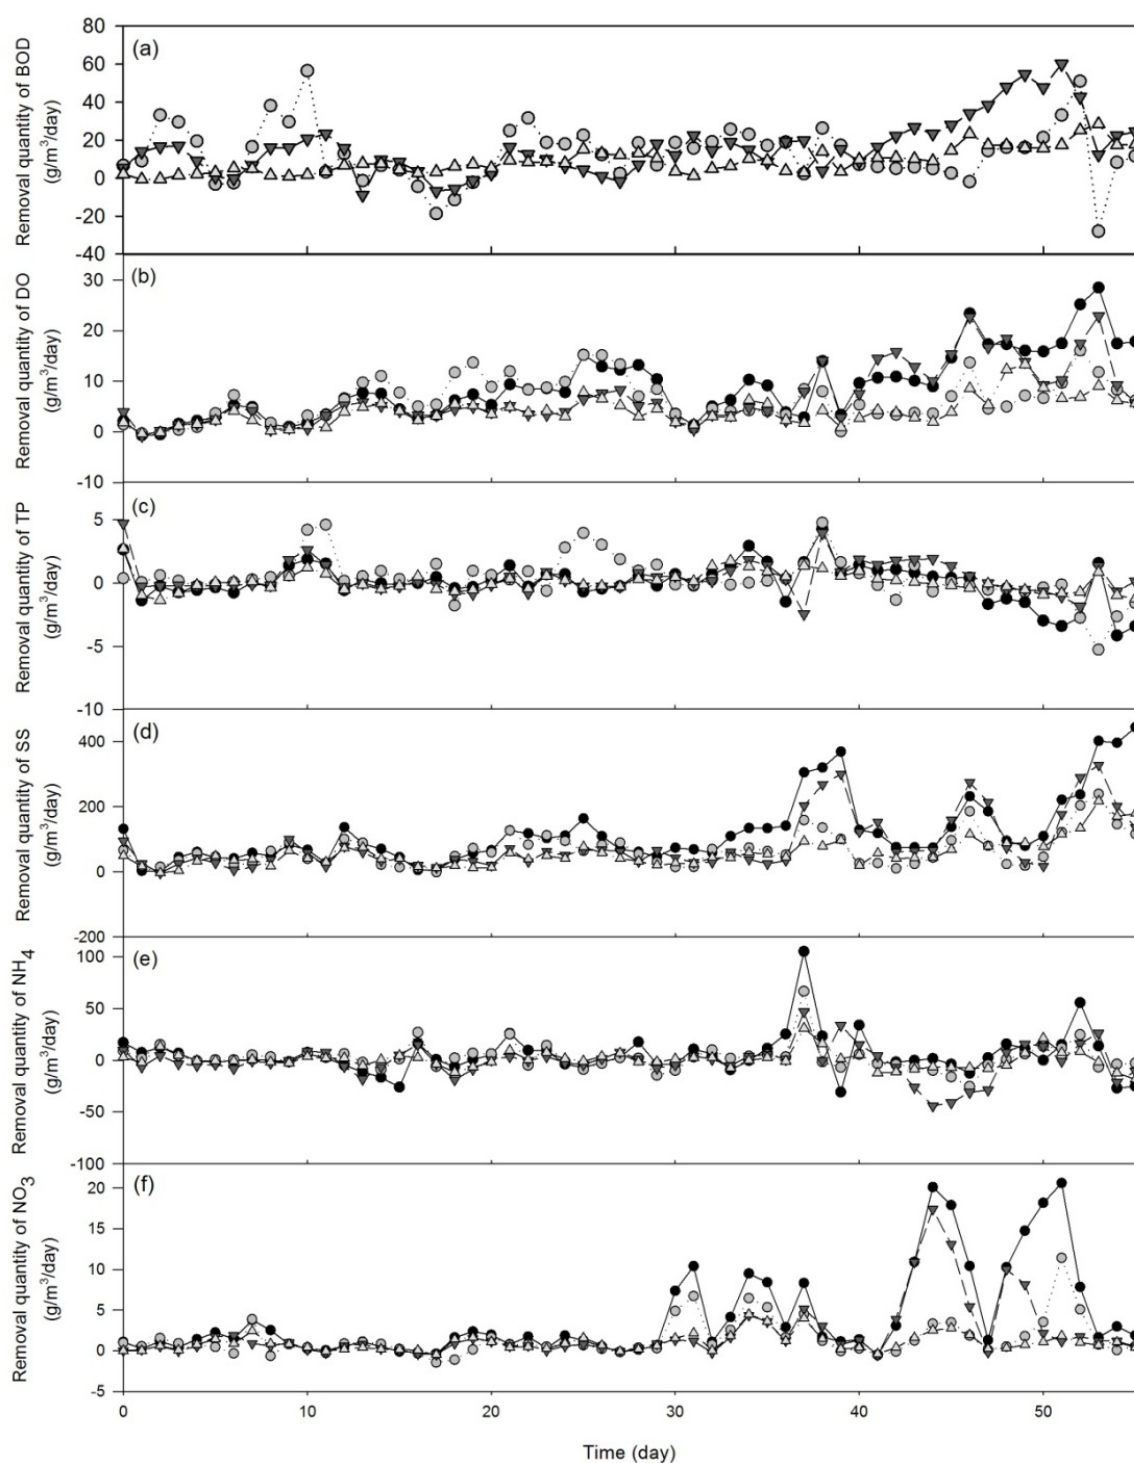 (a)
Removal quantity of BOD
(g/m³/day)
80
60
40
20
0
-20
-40
(b)
Removal quantity of DO
(g/m³/day)
30
20
10
0
-10
(c)
Removal quantity of TP
(g/m³/day)
5
0
-5
-10
(d)
Removal quantity of SS
(g/m³/day)
400
200
0
-200
(e)
Removal quantity of NH₄
(g/m³/day)
100
50
0
-50
-100
(f)
Removal quantity of NO₃
(g/m³/day)
20
15
10
5
0
-5
0 10 20 30 40 50
Time (day)